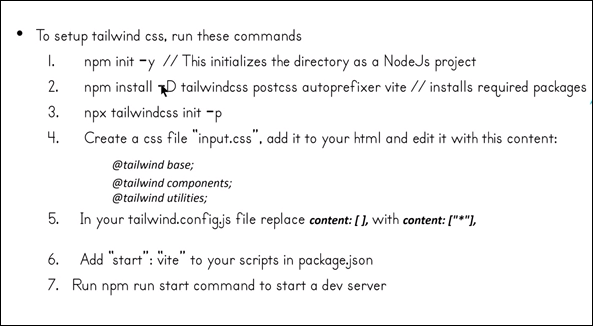 • To setup tailwind css, run these commands
1. npm init -y // This initializes the directory as a NodeJs project
2. npm install -D tailwindcss postcss autoprefixer vite // installs required packages
3. npx tailwindcss init -p
4. Create a css file "input.css", add it to your html and edit it with this content:
@tailwind base;
@tailwind components;
@tailwind utilities;
5. In your tailwind.config.js file replace content: [ ], with content: ["*"],
6. Add "start": "vite" to your scripts in package.json
7. Run npm run start command to start a dev server